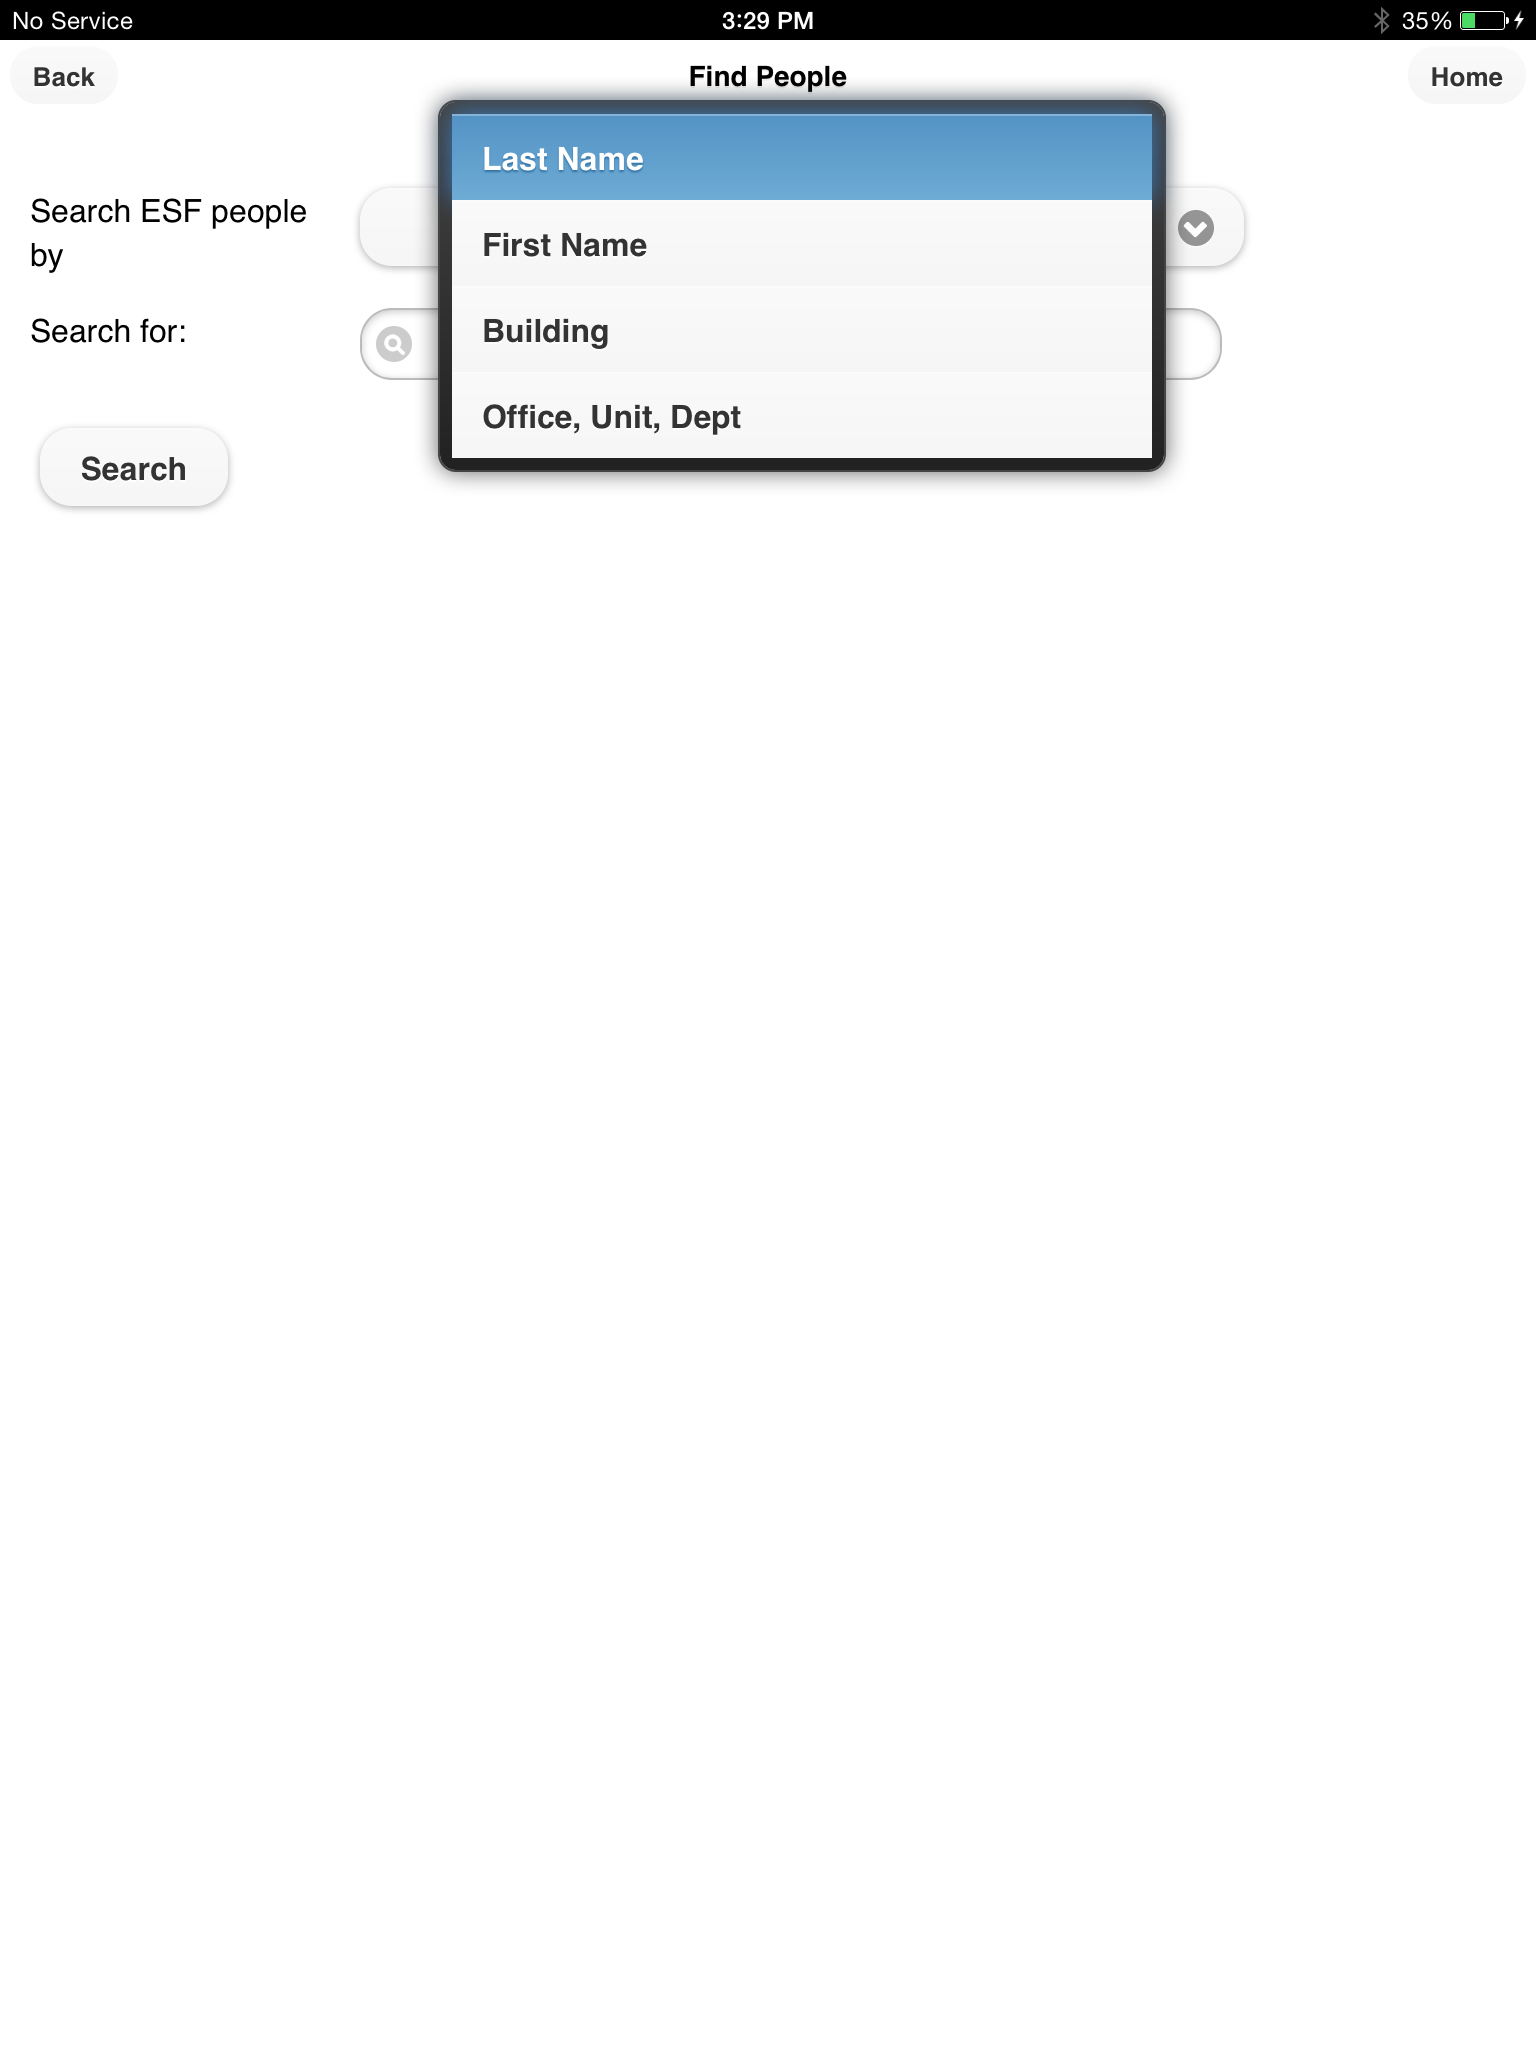 No Service 3:29 PM 35%
Back Find People Home
Last Name
Search ESF people
by
First Name
Search for:
Building
Office, Unit, Dept
Search